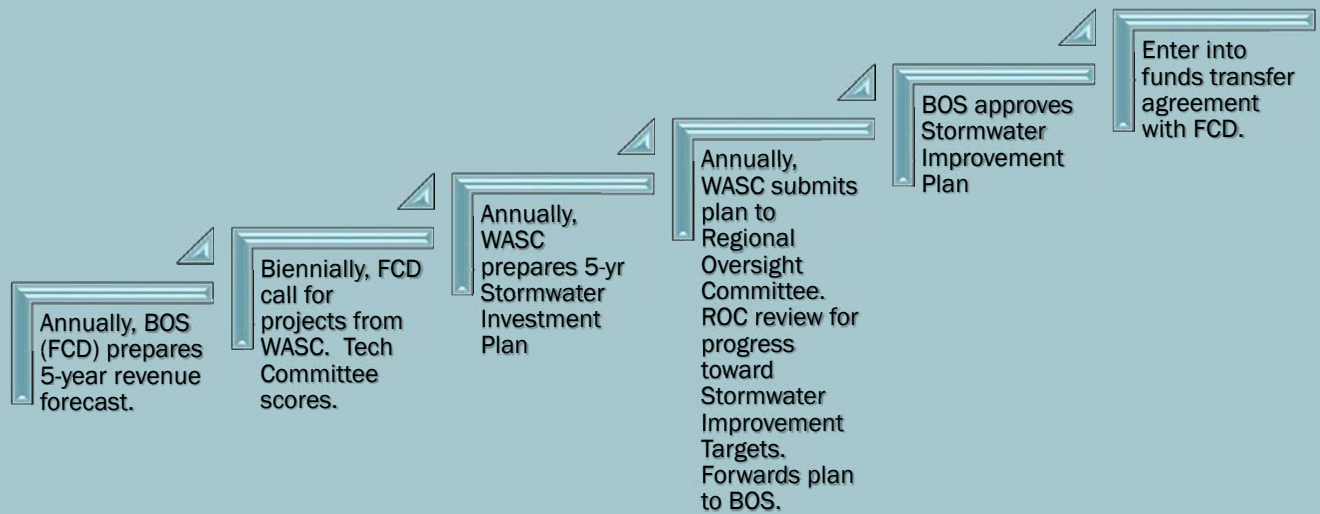 Annually, BOS
(FCD) prepares
5-year revenue
forecast.
Biennially, FCD
call for
projects from
WASC. Tech
Committee
scores.
Annually,
WASC
prepares 5-yr
Stormwater
Investment
Plan
Annually,
WASC submits
plan to
Regional
Oversight
Committee.
ROC review for
progress
toward
Stormwater
Improvement
Targets.
Forwards plan
to BOS.
BOS approves
Stormwater
Improvement
Plan
Enter into
funds transfer
agreement
with FCD.